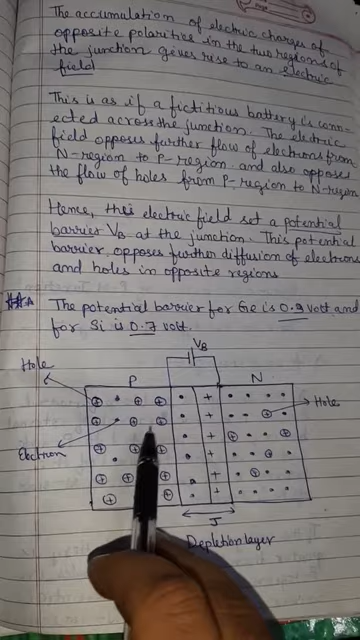 The accumulation of electric charges of
opposite polarities in the two regions of
the junction gives rise to an electric
field
This is as if a fictitious battery is conn-
ected across the junction. The electric
field opposes further flow of electrons from
N-region to P-region and also opposes
the flow of holes from P-region to N-region
Hence, this electric field set a potential
barrier VB at the junction. This potential
barrier opposes further diffusion of electrons
and holes in opposite regions
The potential barrier for Ge is 0.3 volt and
for Si is 0.7 volt.
VB
Hole
P
N
Hole
Electron
J
Depletion layer